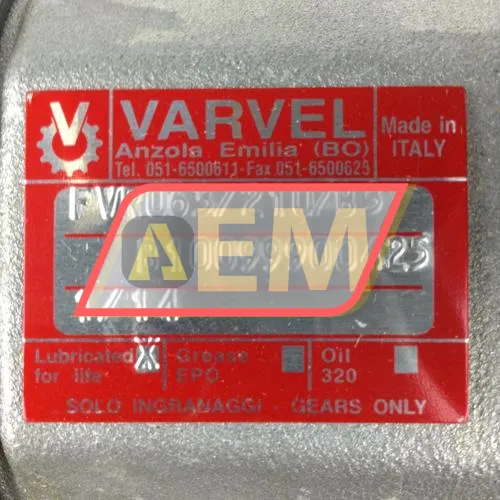 V VARVEL
Anzola Emilia (BO)
Tel. 051-6500611-Fax 051-6500625
Made in
ITALY
AEM
Lubricated
for life
X
Grease
EPO.
Oil
320
SOLO INGRANAGGI - GEARS ONLY